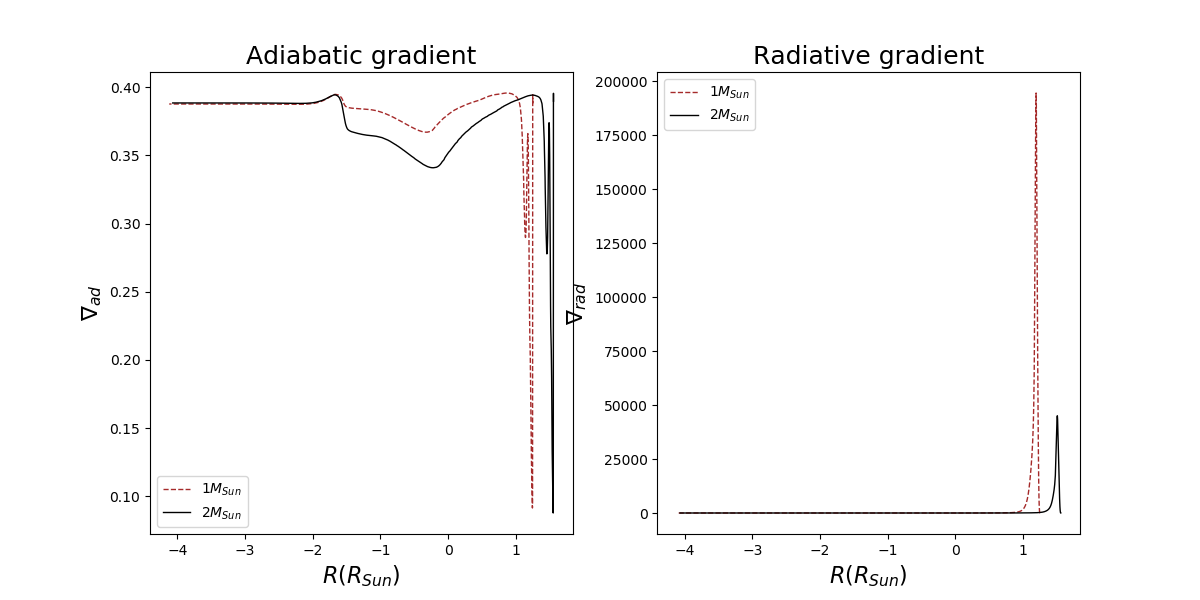 Adiabatic gradient
0.40
0.35
0.30
0.25
0.20
0.15
0.10
∇ad
1MSun
2MSun
−4 −3 −2 −1 0 1
R(RSun)
Radiative gradient
200000
175000
150000
125000
100000
75000
50000
25000
0
∇rad
1MSun
2MSun
−4 −3 −2 −1 0 1
R(RSun)